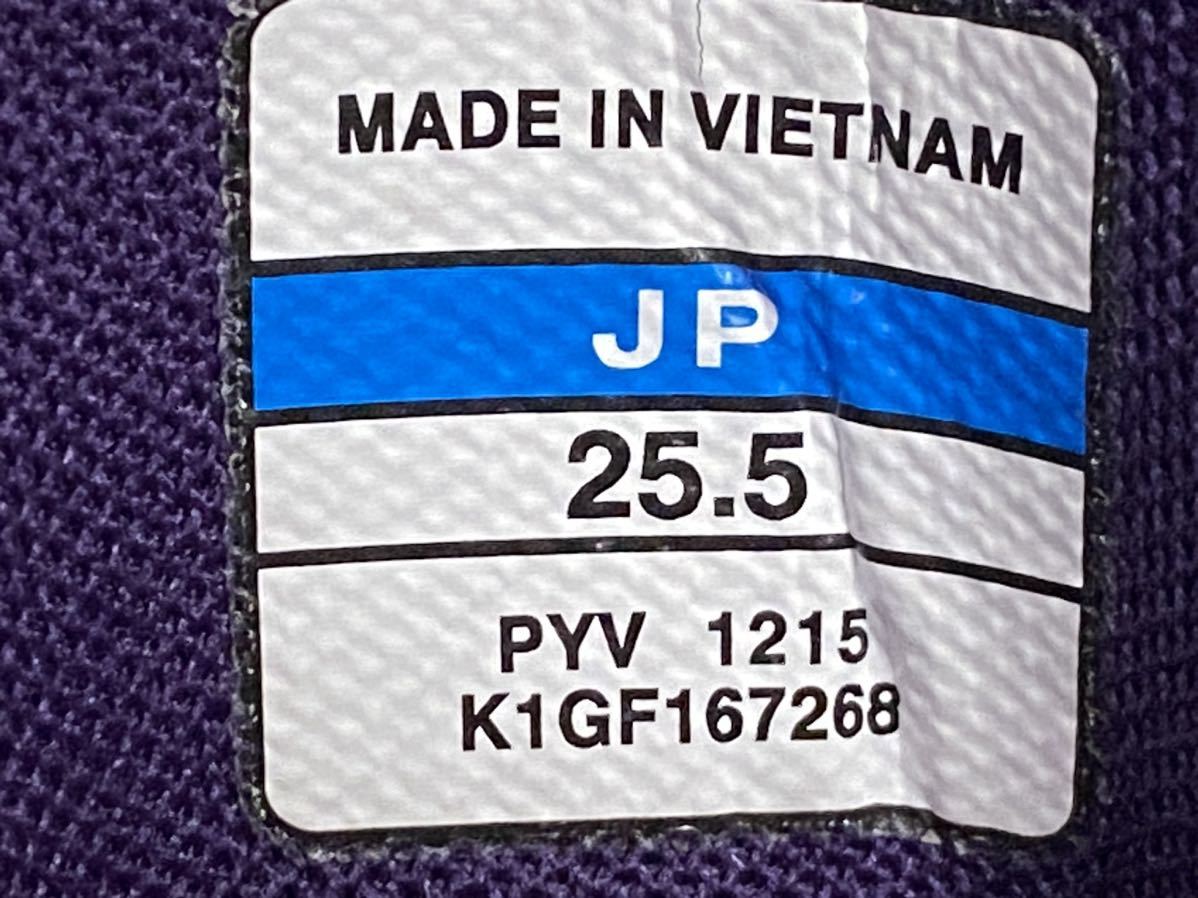 MADE IN VIETNAM
JP
25.5
PYV 1215
K1GF167268